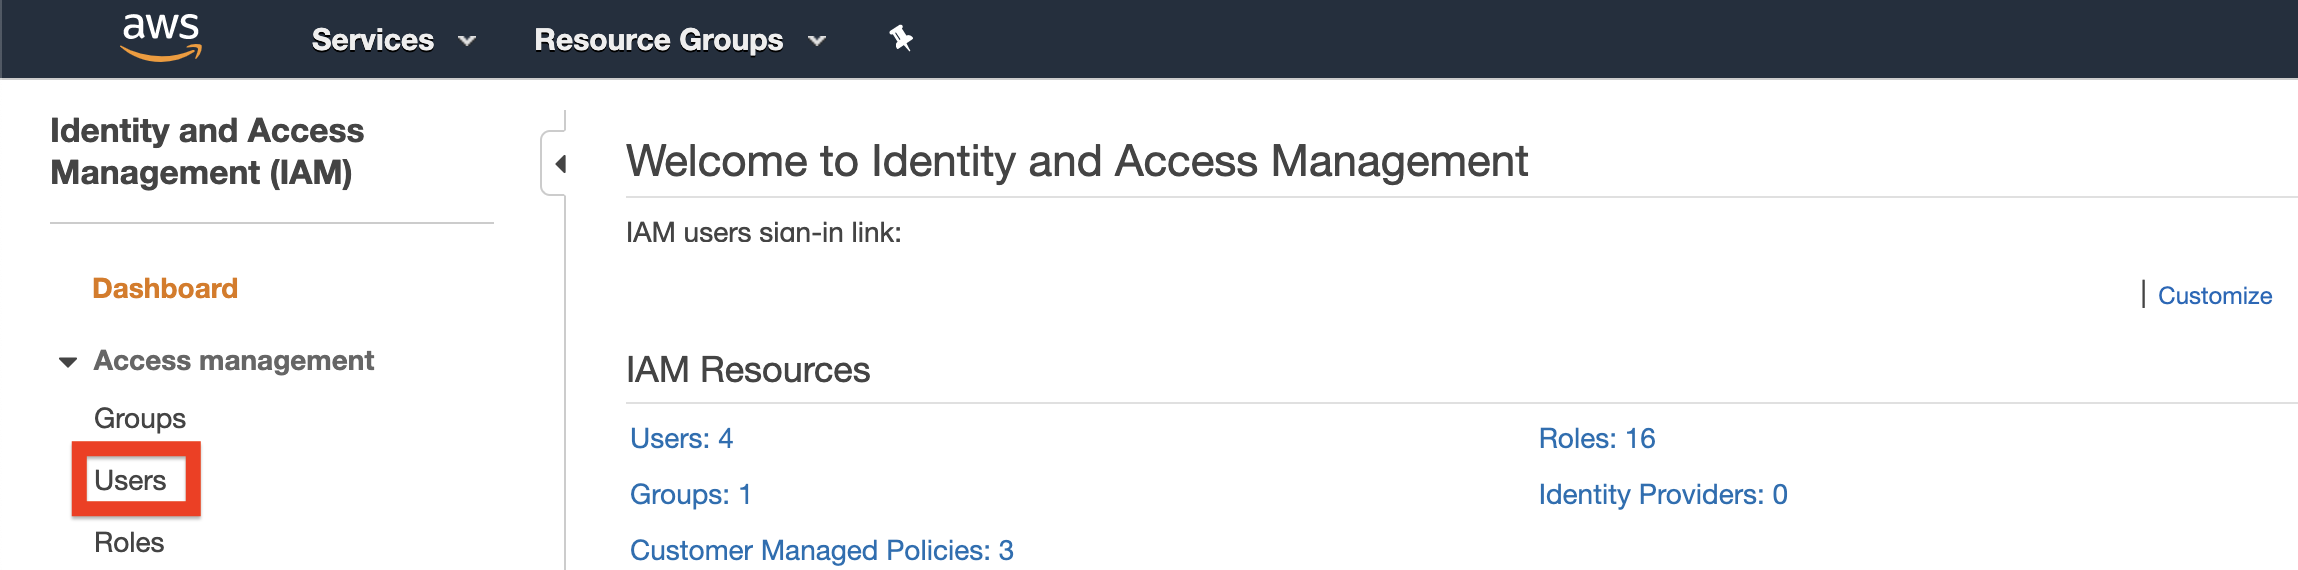 aws
Services
Resource Groups
Identity and Access
Management (IAM)
Dashboard
Access management
Groups
Users
Roles
Welcome to Identity and Access Management
IAM users sign-in link:
Customize
IAM Resources
Users: 4
Roles: 16
Groups: 1
Identity Providers: 0
Customer Managed Policies: 3